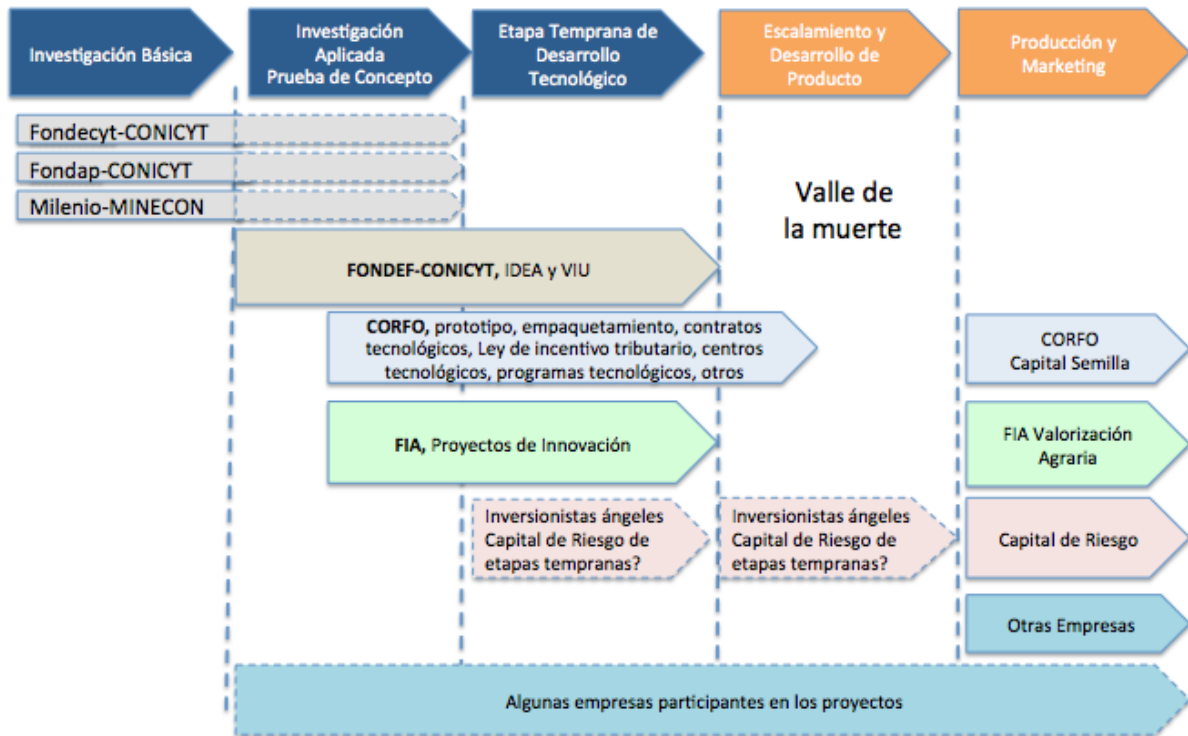 Investigación Básica
Investigación
Aplicada
Prueba de Concepto
Etapa Temprana de
Desarrollo
Tecnológico
Escalamiento y
Desarrollo de
Producto
Producción y
Marketing
Fondecyt-CONICYT
Fondap-CONICYT
Milenio-MINECON
Valle de
la muerte
FONDEF-CONICYT, IDEA y VIU
CORFO, prototipo, empaquetamiento, contratos
tecnológicos, Ley de incentivo tributario, centros
tecnológicos, programas tecnológicos, otros
CORFO
Capital Semilla
FIA, Proyectos de Innovación
FIA Valorización
Agraria
Inversionistas ángeles
Capital de Riesgo de
etapas tempranas?
Inversionistas ángeles
Capital de Riesgo de
etapas tempranas?
Capital de Riesgo
Otras Empresas
Algunas empresas participantes en los proyectos